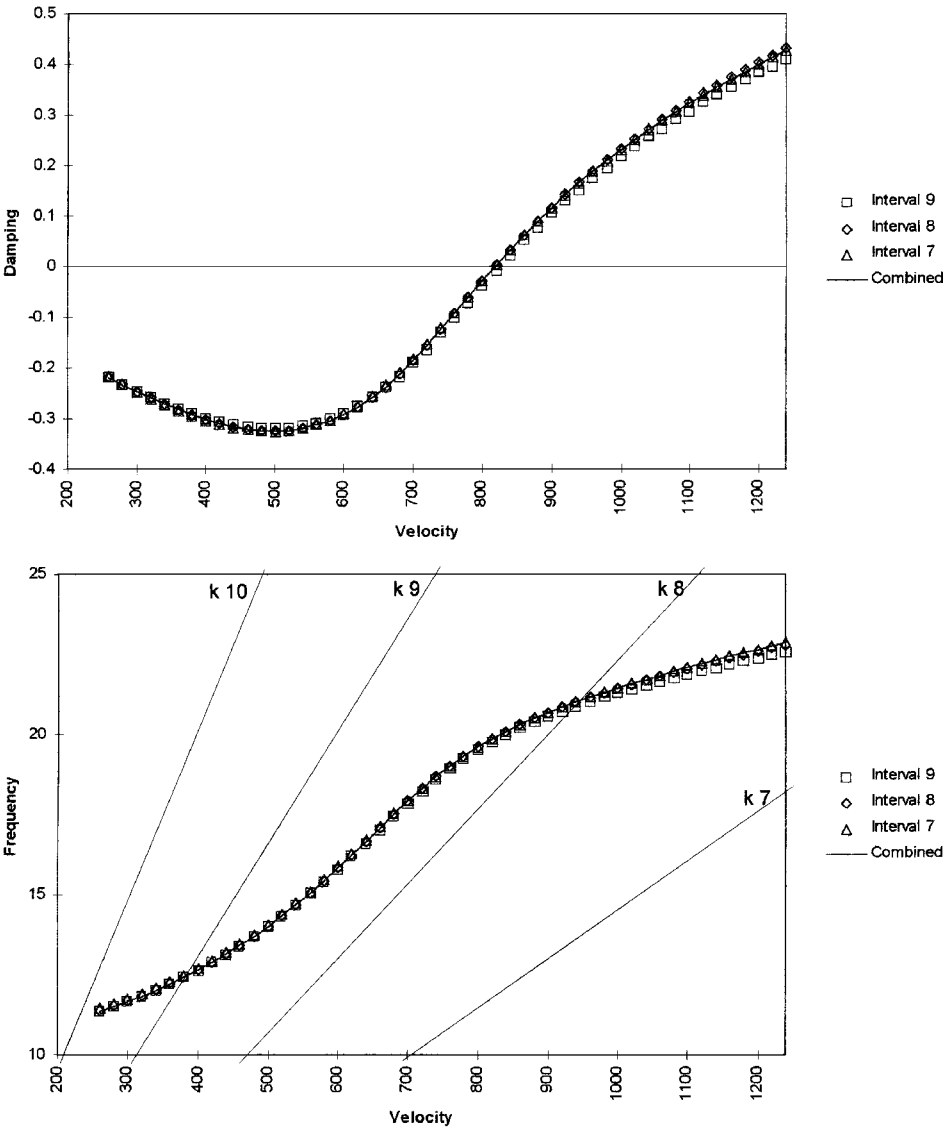 0.5
0.4
0.3
0.2
0.1
0
-0.1
-0.2
-0.3
-0.4
Damping
200
300
400
500
600
700
800
900
1000
1100
1200
Velocity
Interval 9
Interval 8
Interval 7
Combined
25
20
15
10
Frequency
k 10
k 9
k 8
k 7
200
300
400
500
600
700
800
900
1000
1100
1200
Velocity
Interval 9
Interval 8
Interval 7
Combined